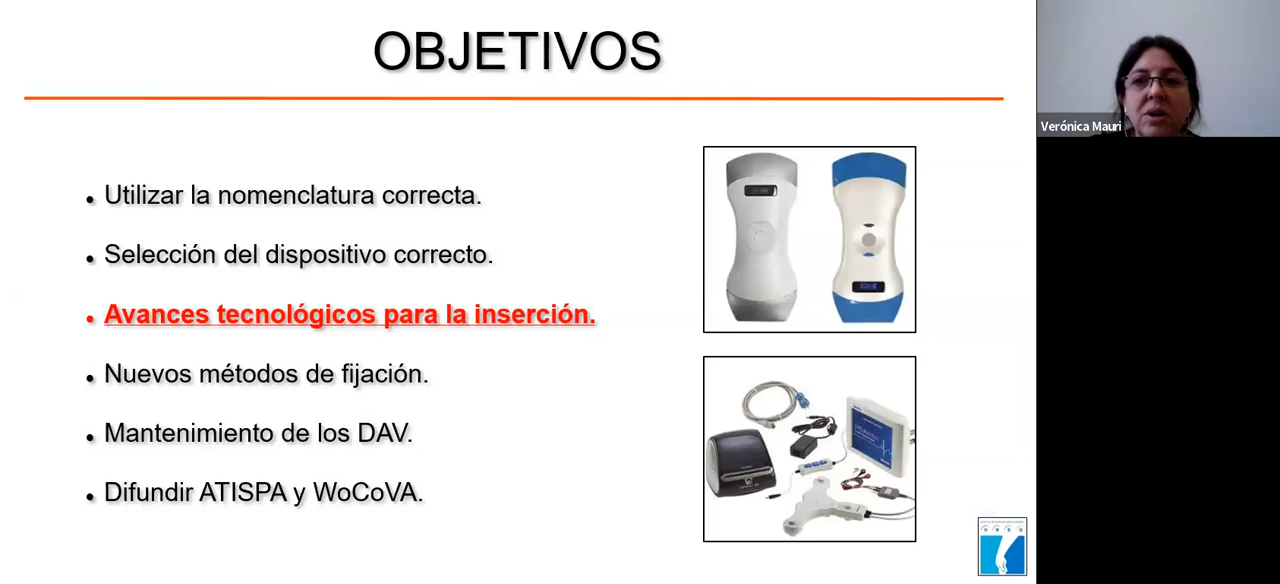 OBJETIVOS
Utilizar la nomenclatura correcta.
Selección del dispositivo correcto.
Avances tecnológicos para la inserción.
Nuevos métodos de fijación.
Mantenimiento de los DAV.
Difundir ATISPA y WoCoVA.
Verónica Mauri